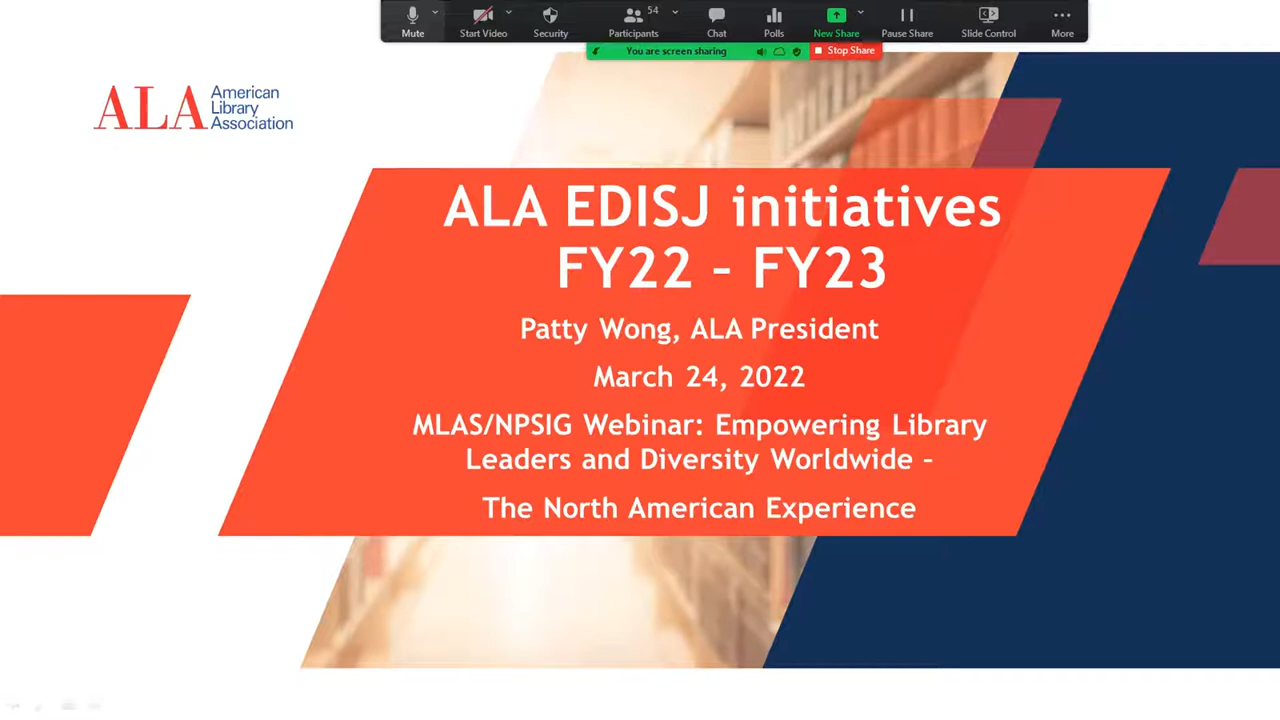 Mute
Start Video
Security
54
Participants
Chat
Polls
New Share
Pause Share
Slide Control
More
You are screen sharing
Stop Share
ALA American
Library
Association
ALA EDISJ initiatives
FY22 – FY23
Patty Wong, ALA President
March 24, 2022
MLAS/NPSIG Webinar: Empowering Library
Leaders and Diversity Worldwide –
The North American Experience